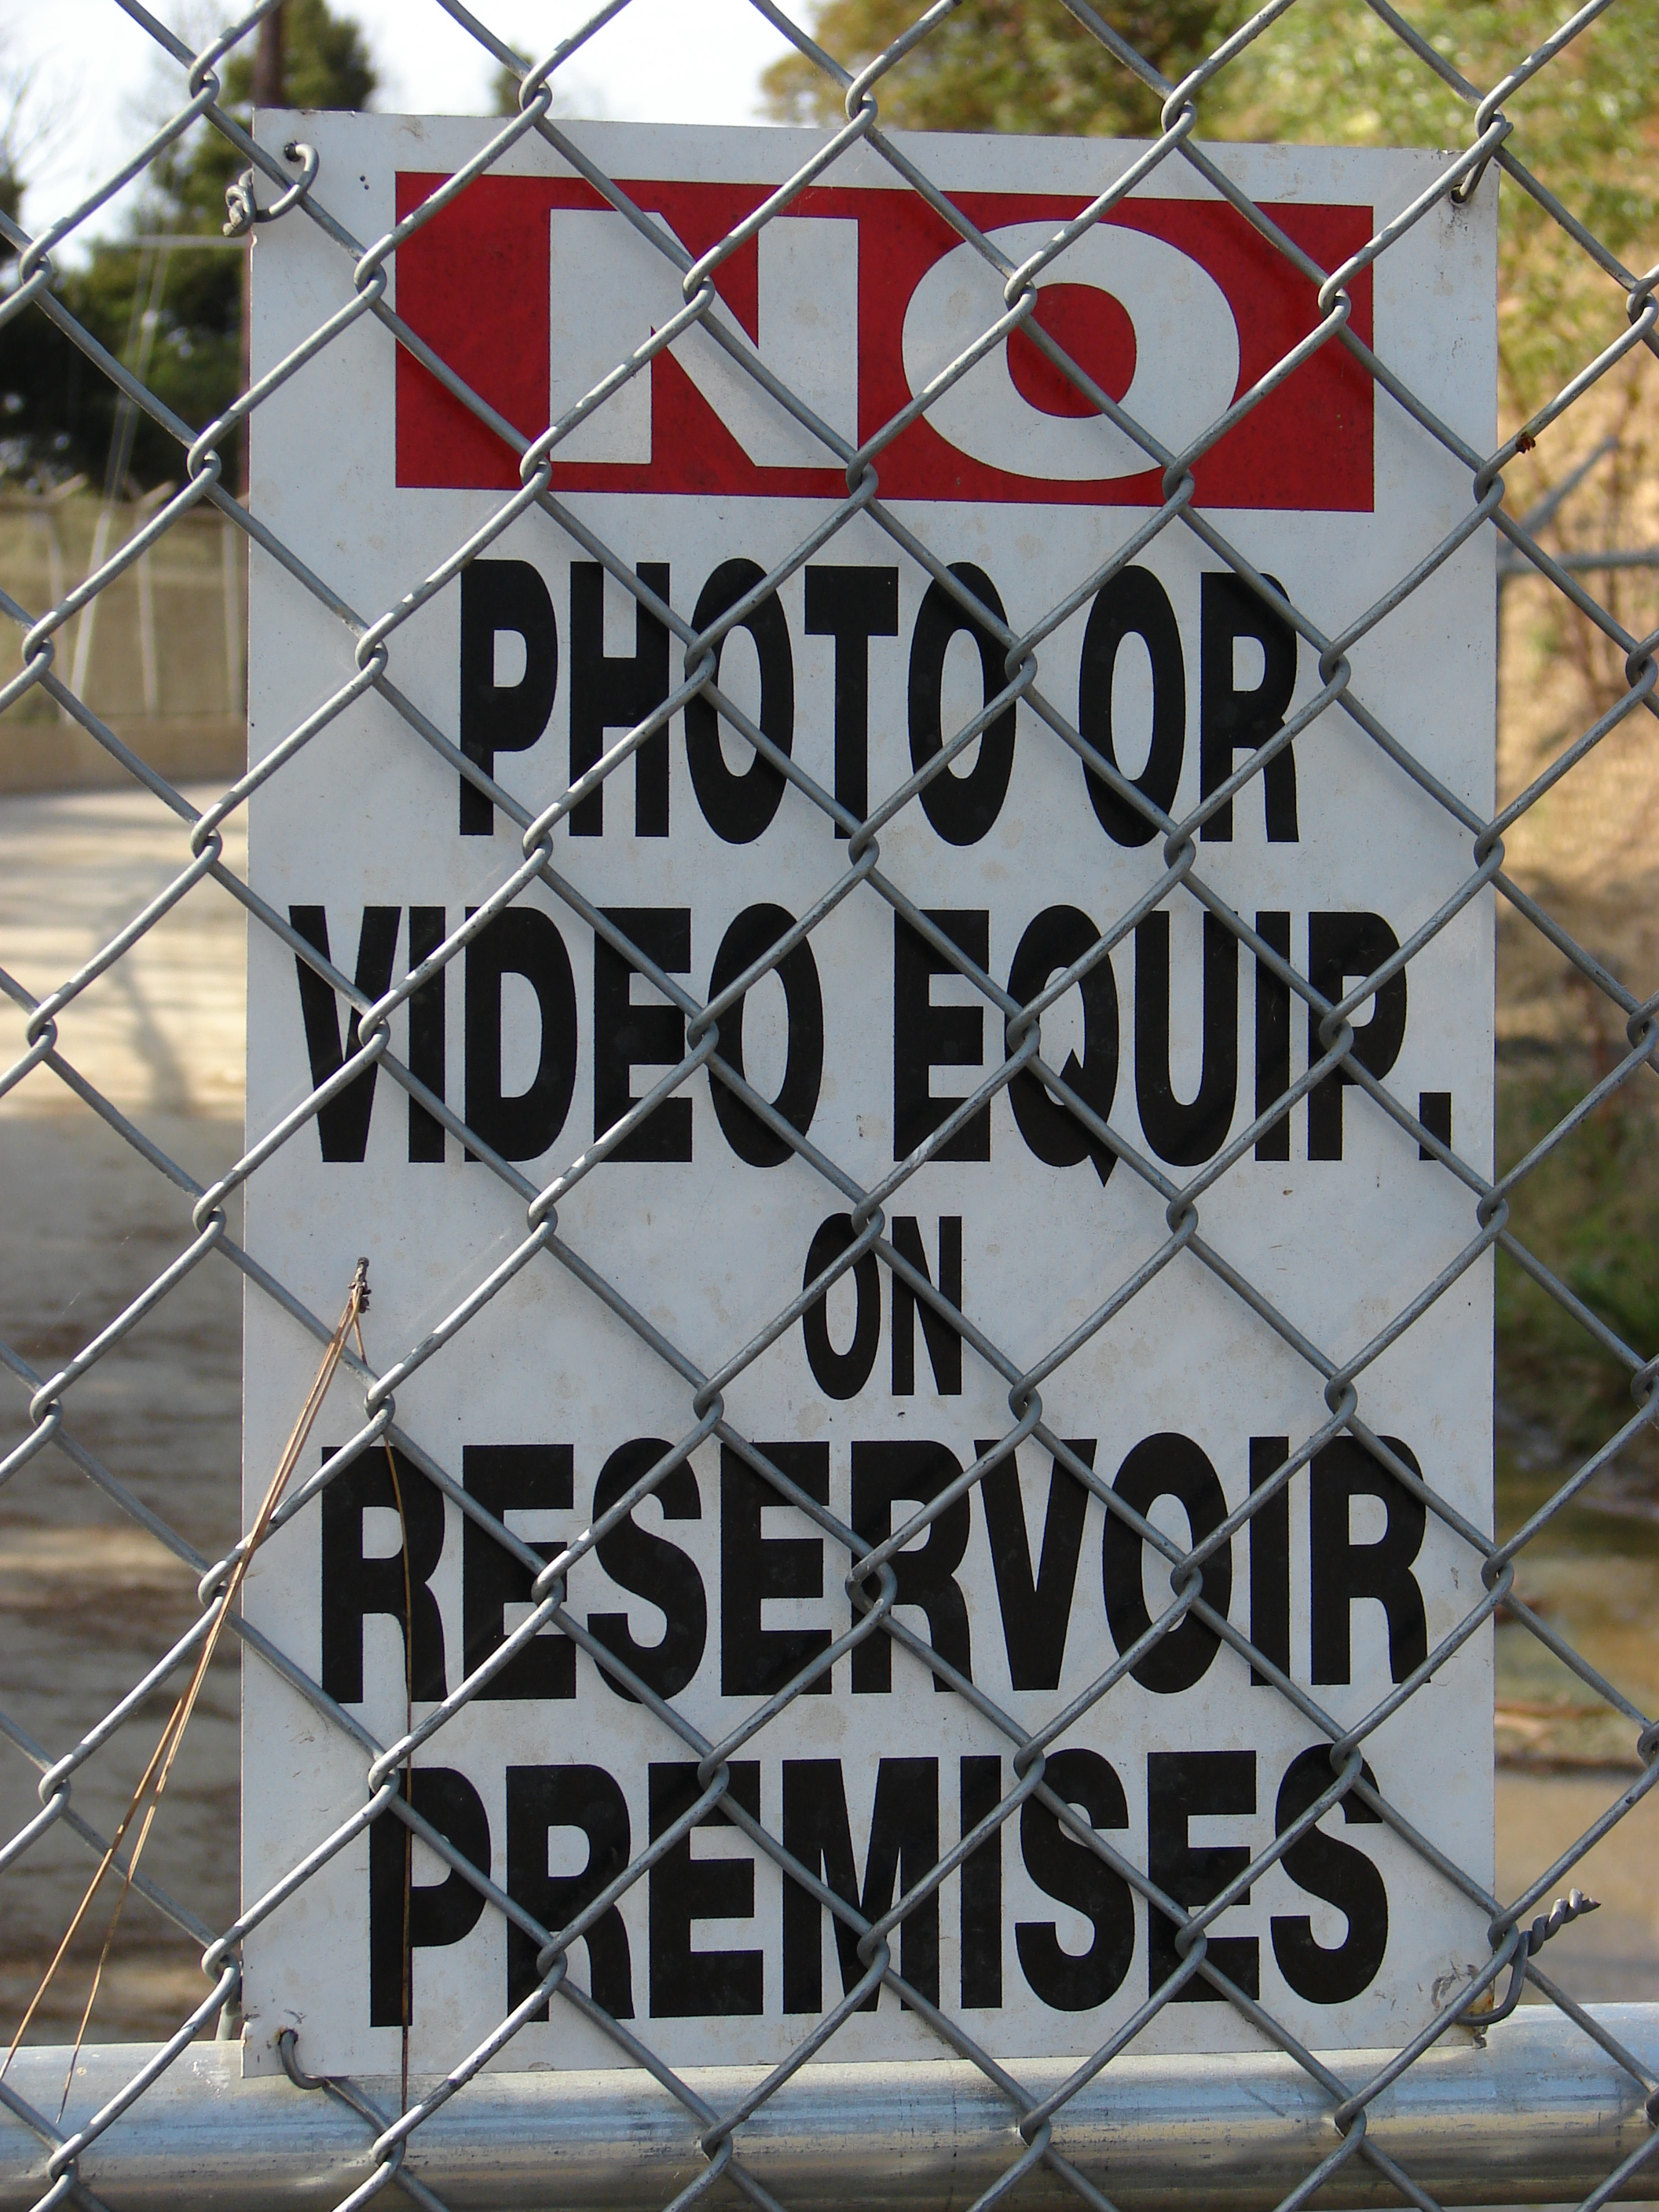 NO
PHOTO OR
VIDEO EQUIP.
ON
RESERVOIR
PREMISES